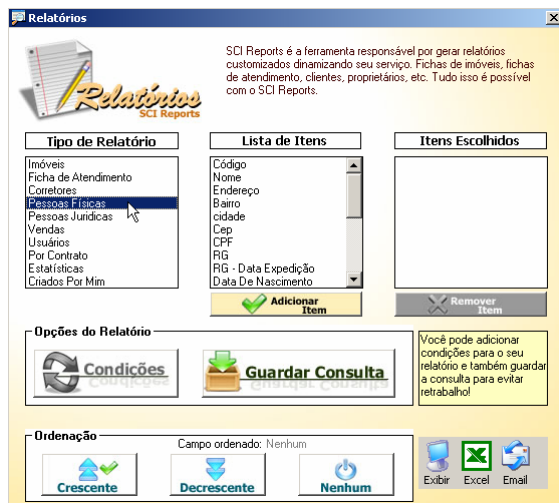 Relatórios
SCI Reports é a ferramenta responsável por gerar relatórios
customizados dinamizando seu serviço. Fichas de imóveis, fichas
de atendimento, clientes, proprietários, etc. Tudo isso é possível
com o SCI Reports.
Relatórios
SCI Reports
Tipo de Relatório
Imóveis
Ficha de Atendimento
Corretores
Pessoas Físicas
Pessoas Juridicas
Vendas
Usuários
Por Contrato
Estatísticas
Criados Por Mim
Lista de Itens
Código
Nome
Endereço
Bairro
cidade
Cep
CPF
RG
RG - Data Expedição
Data De Nascimento
Adicionar
Item
Itens Escolhidos
Remover
Item
Opções do Relatório
Condições
Guardar Consulta
Você pode adicionar
condições para o seu
relatório e também guardar
a consulta para evitar
retrabalho!
Ordenação
Campo ordenado: Nenhum
Crescente
Decrescente
Nenhum
Exibir
Excel
Email